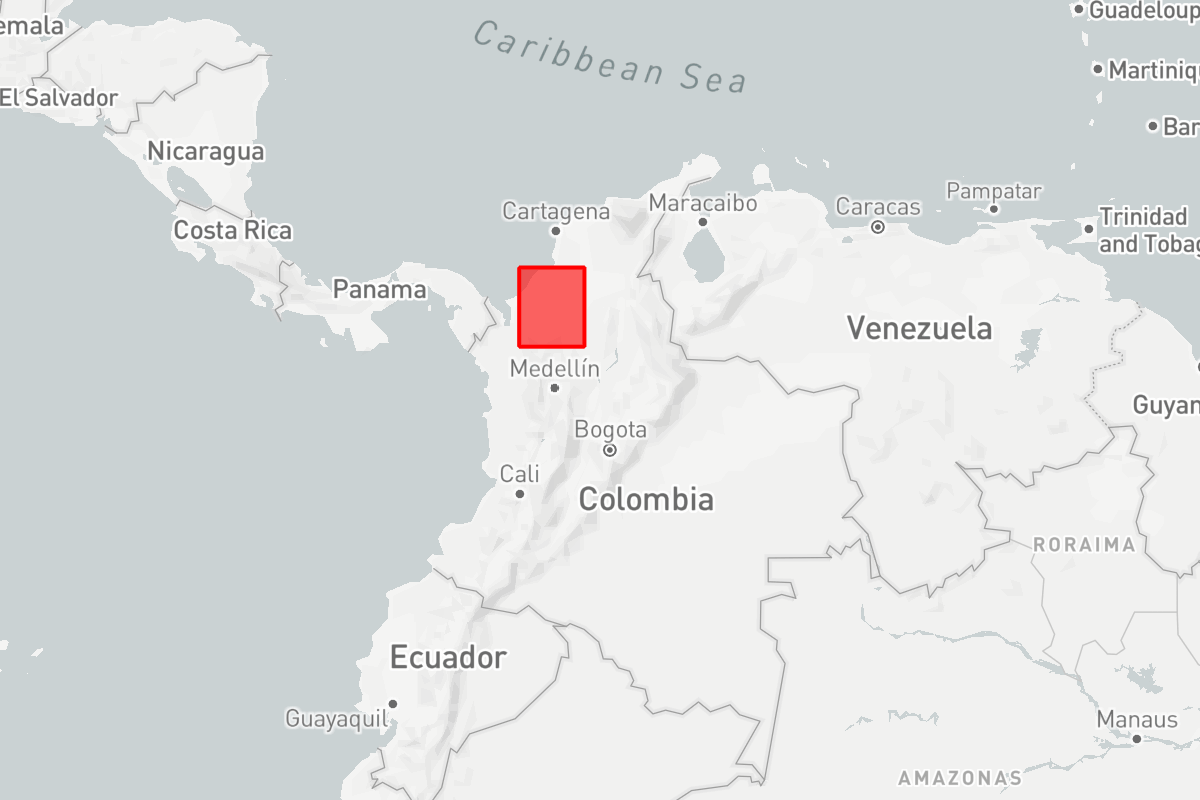 Guadeloup
emala
Caribbean Sea
Martiniq
El Salvador
Bar
Nicaragua
Pampatar
Maracaibo
Cartagena
Caracas
Trinidad
and Tobag
Costa Rica
Panama
Venezuela
Medellín
Guyan
Bogota
Cali
Colombia
RORAIMA
Ecuador
Guayaquil
Manaus
AMAZONAS